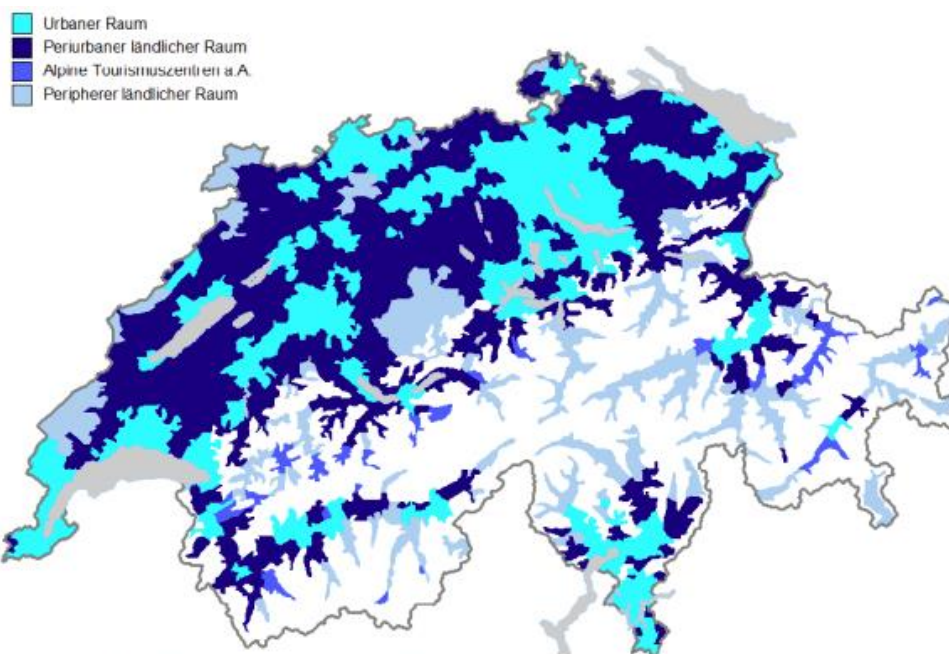 Urbaner Raum
Periurbaner ländlicher Raum
Alpine Tourismuszentren a.A.
Peripherer ländlicher Raum